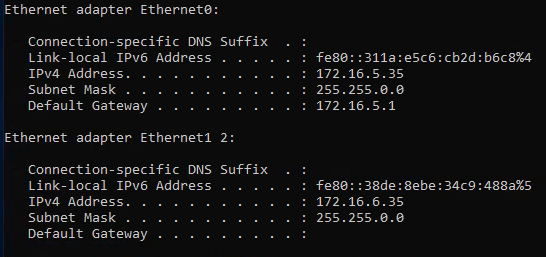 Ethernet adapter Ethernet0:
Connection-specific DNS Suffix  . :
Link-local IPv6 Address . . . . . : fe80::311a:e5c6:cb2d:b6c8%4
IPv4 Address. . . . . . . . . . . : 172.16.5.35
Subnet Mask . . . . . . . . . . . : 255.255.0.0
Default Gateway . . . . . . . . . : 172.16.5.1
Ethernet adapter Ethernet1 2:
Connection-specific DNS Suffix  . :
Link-local IPv6 Address . . . . . : fe80::38de:8ebe:34c9:488a%5
IPv4 Address. . . . . . . . . . . : 172.16.6.35
Subnet Mask . . . . . . . . . . . : 255.255.0.0
Default Gateway . . . . . . . . . :